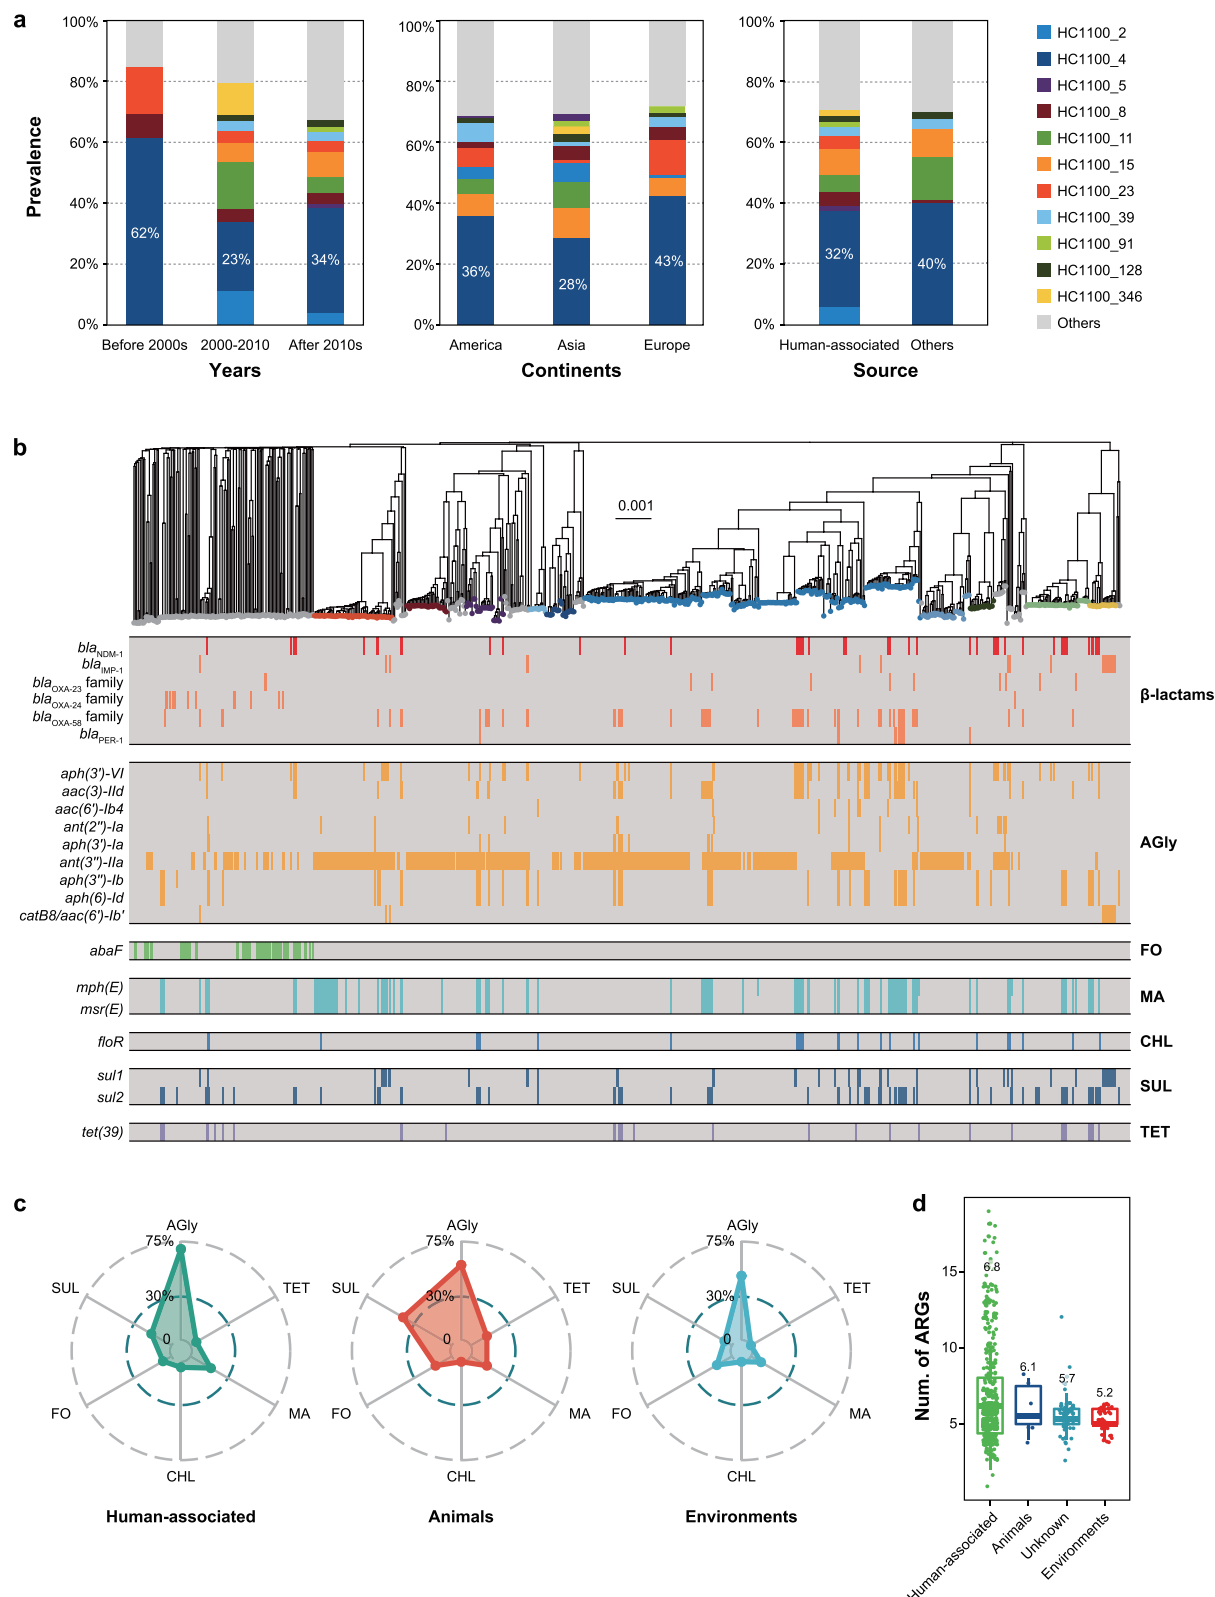 a
100%
80%
60%
40%
20%
0%
Prevalence
62%
23%
34%
Before 2000s
2000-2010
After 2010s
Years
100%
80%
60%
40%
20%
0%
36%
28%
43%
America
Asia
Europe
Continents
100%
80%
60%
40%
20%
0%
32%
40%
Human-associated
Others
Source
HC1100_2
HC1100_4
HC1100_5
HC1100_8
HC1100_11
HC1100_15
HC1100_23
HC1100_39
HC1100_91
HC1100_128
HC1100_346
Others
b
0.001
blaNDM-1
blaIMP-1
blaOXA-23 family
blaOXA-24 family
blaOXA-58 family
blaPER-1
β-lactams
aph(3')-VI
aac(3)-IId
aac(6')-Ib4
ant(2")-Ia
aph(3')-Ia
ant(3")-IIa
aph(3")-Ib
aph(6)-Id
catB8/aac(6')-Ib'
AGly
abaF
FO
mph(E)
msr(E)
MA
floR
CHL
sul1
sul2
SUL
tet(39)
TET
c
AGly
75%
30%
0
SUL
TET
FO
MA
CHL
Human-associated
AGly
75%
30%
0
SUL
TET
FO
MA
CHL
Animals
AGly
75%
30%
0
SUL
TET
FO
MA
CHL
Environments
d
Num. of ARGs
15
10
5
6.8
6.1
5.7
5.2
Human-associated
Animals
Unknown
Environments